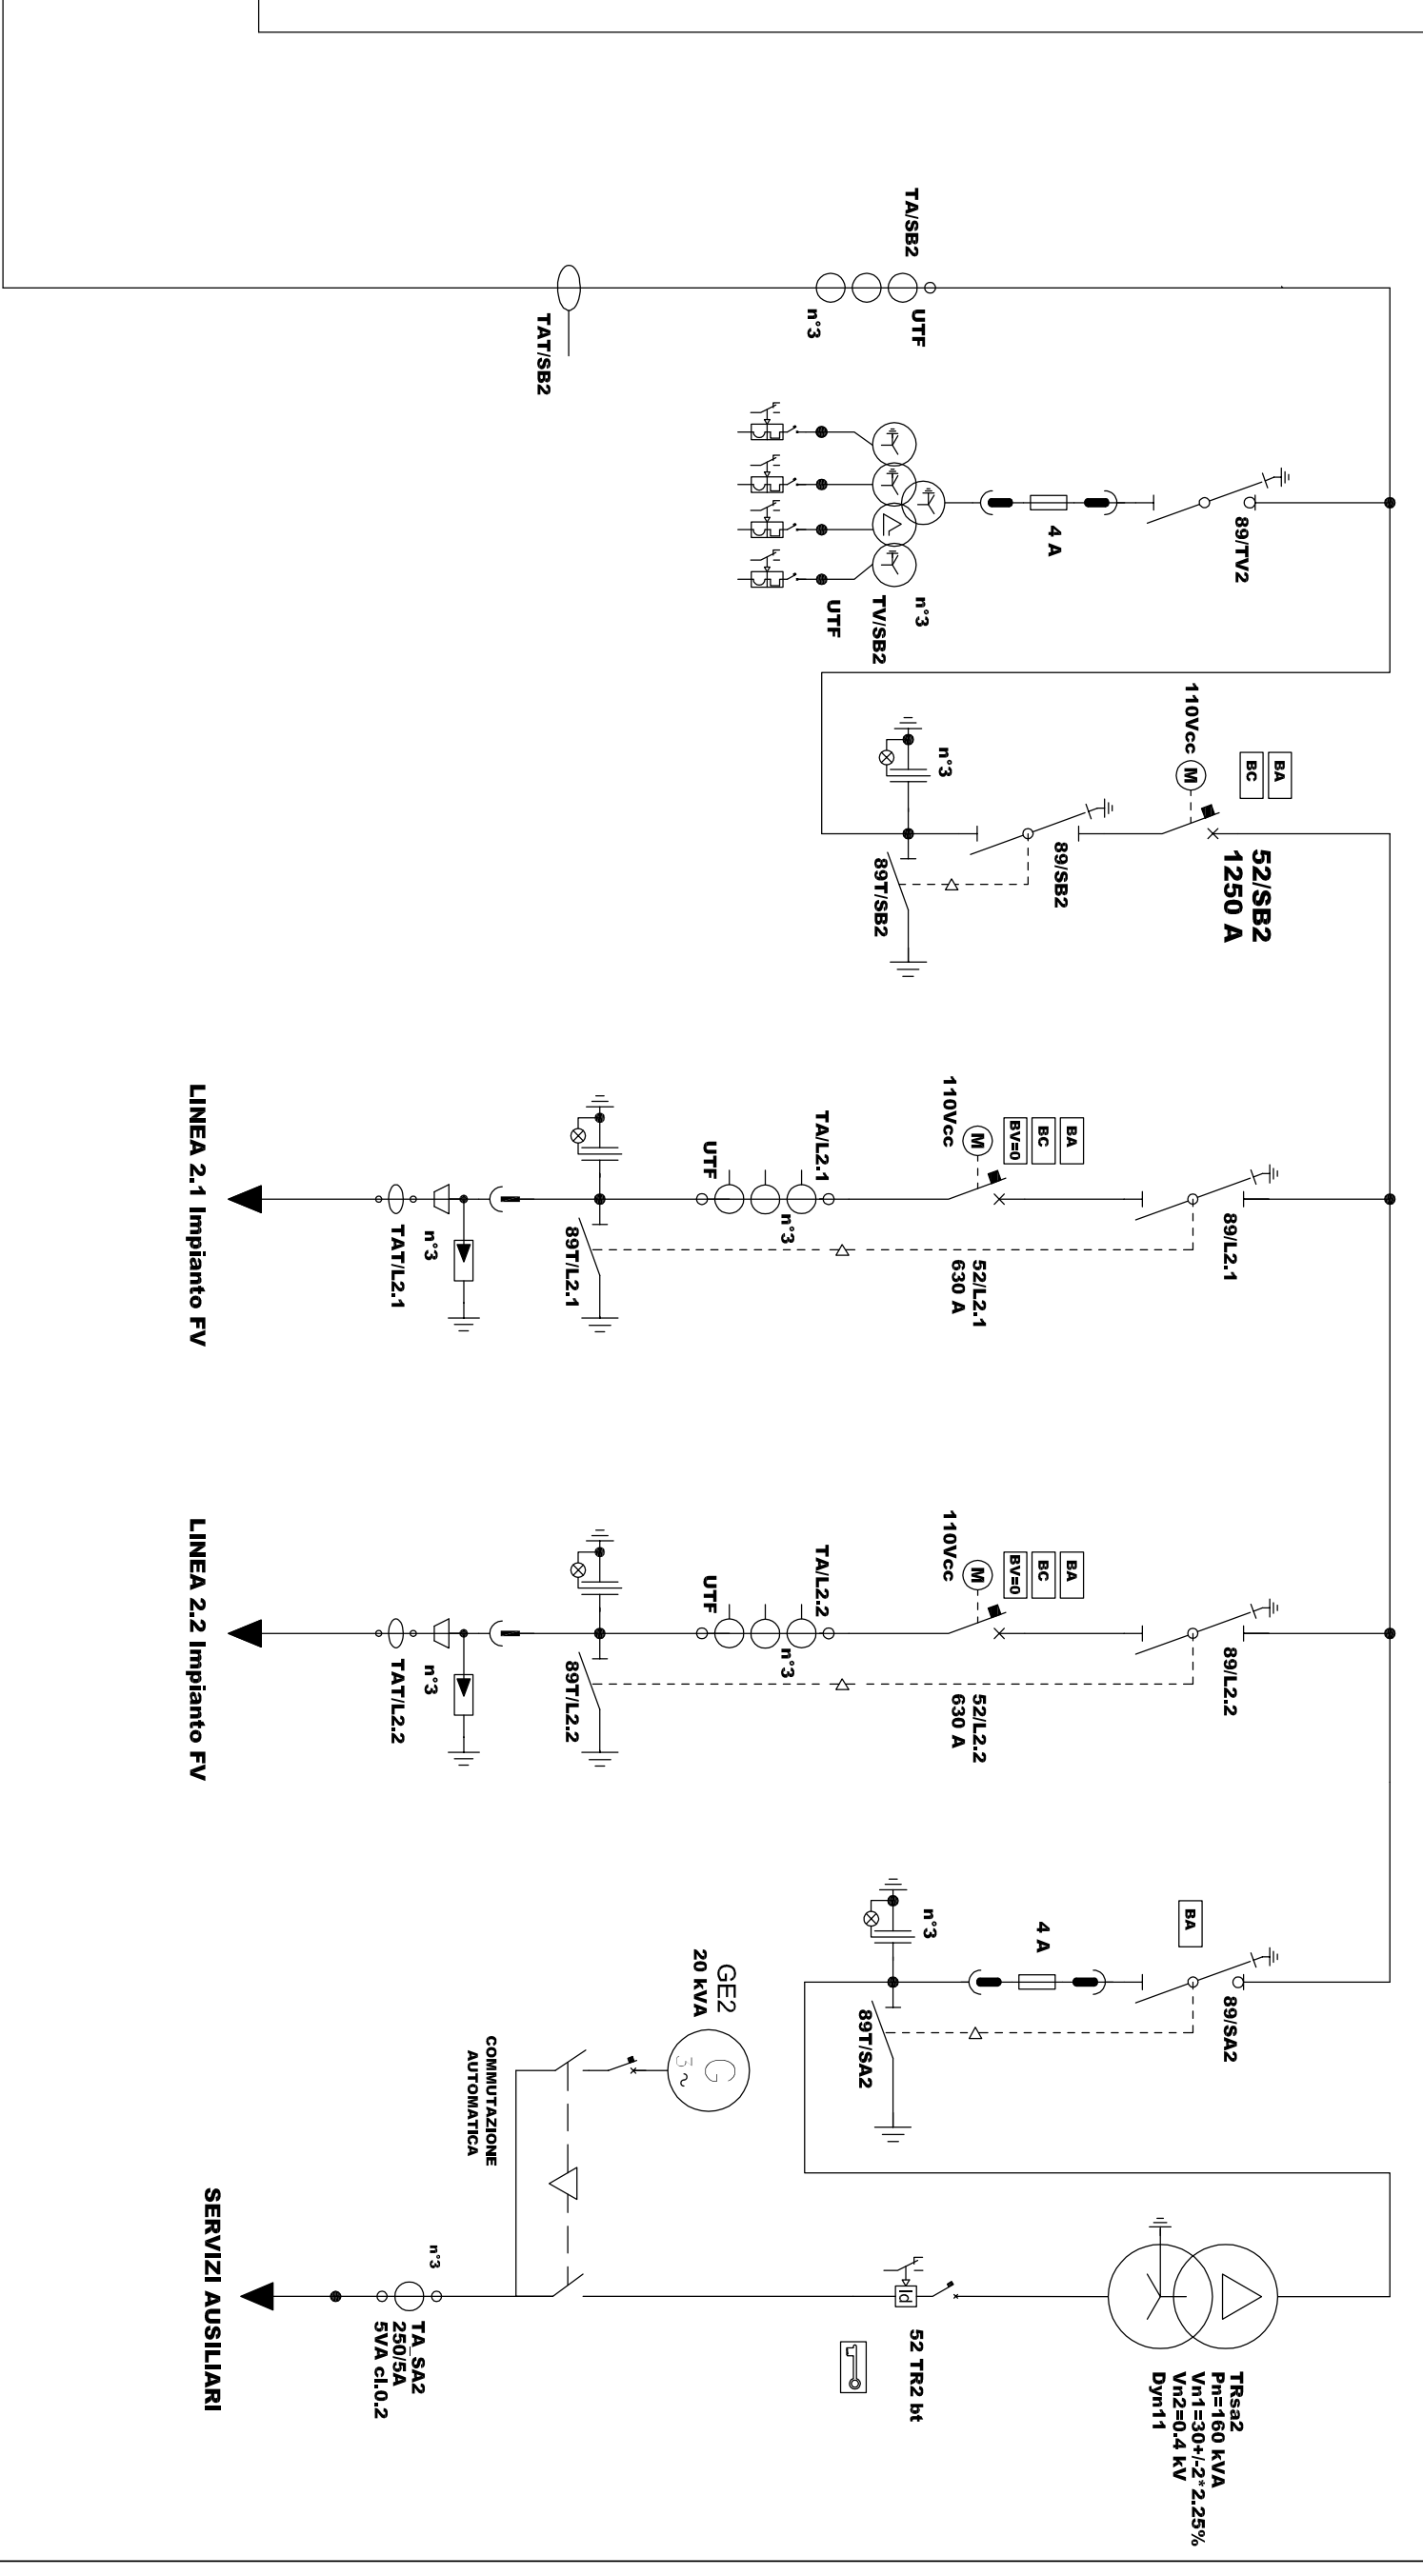 TA/SB2
UTF
n°3
TAT/SB2
89/TV2
4 A
n°3
TV/SB2
UTF
110Vcc
M
BA
BC
52/SB2
1250 A
n°3
89/SB2
89T/SB2
89/L2.1
BA
BC
BV=0
110Vcc
M
52/L2.1
630 A
TA/L2.1
n°3
UTF
89T/L2.1
n°3
TAT/L2.1
LINEA 2.1 Impianto FV
89/L2.2
BA
BC
BV=0
110Vcc
M
52/L2.2
630 A
TA/L2.2
n°3
UTF
89T/L2.2
n°3
TAT/L2.2
LINEA 2.2 Impianto FV
BA
89/SA2
4 A
n°3
89T/SA2
GE2
20 kVA
G
3~
COMMUTAZIONE
AUTOMATICA
TRsa2
Pn=160 kVA
Vn1=30+/-2*2.25%
Vn2=0.4 kV
Dyn11
Id
52 TR2 bt
n°3
TA_SA2
250/5A
5VA cl.0.2
SERVIZI AUSILIARI